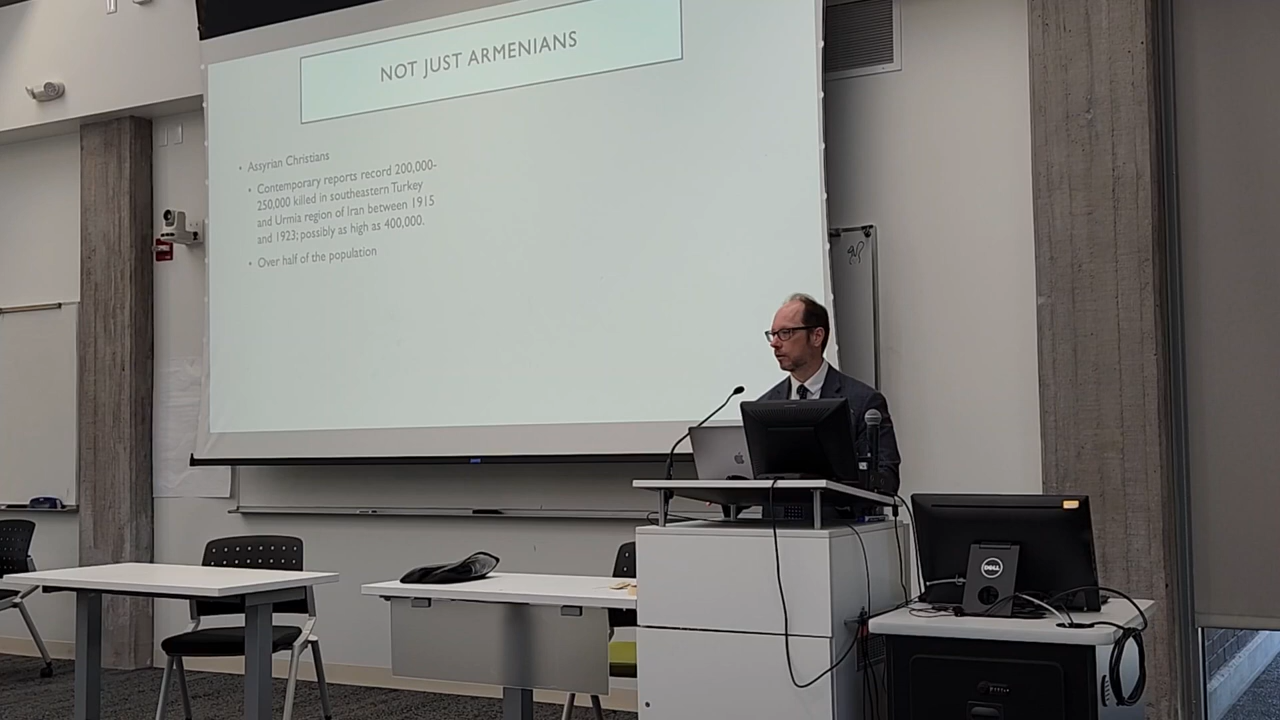 NOT JUST ARMENIANS
• Assyrian Christians
• Contemporary reports record 200,000-
250,000 killed in southeastern Turkey
and Urmia region of Iran between 1915
and 1923; possibly as high as 400,000.
• Over half of the population
DELL